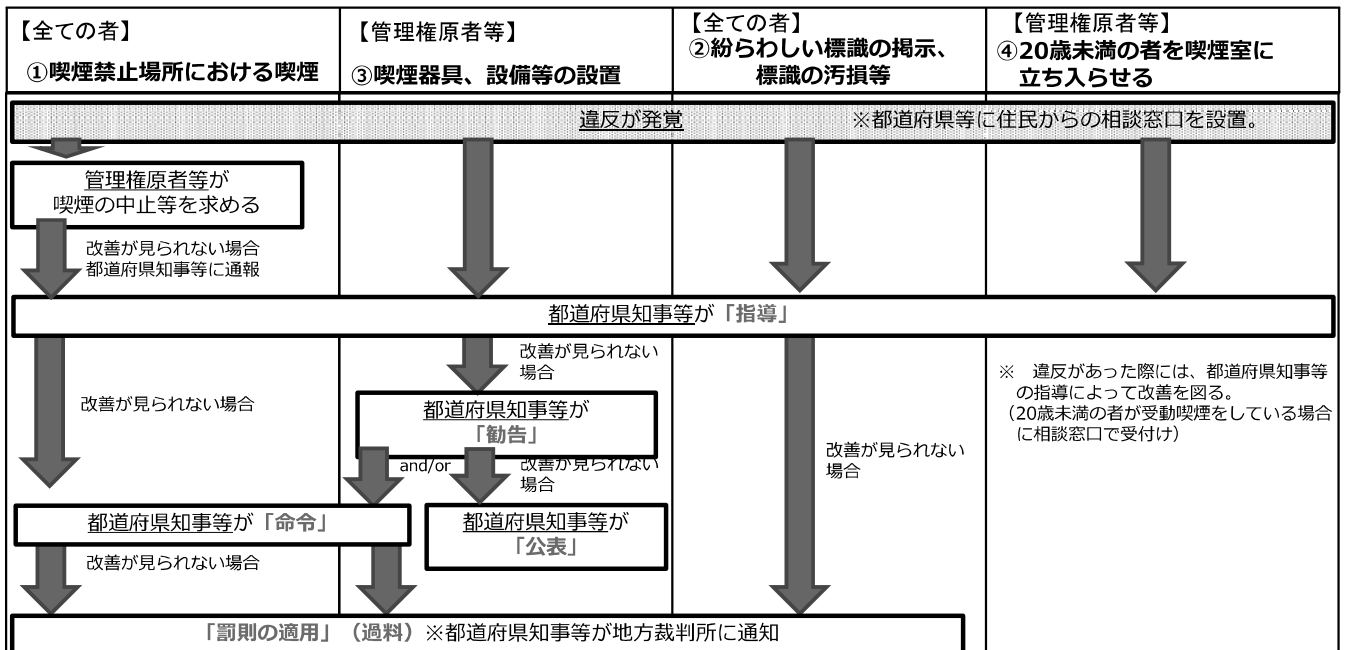 【全ての者】
①喫煙禁止場所における喫煙
【管理権原者等】
③喫煙器具、設備等の設置
【全ての者】
②紛らわしい標識の掲示、
標識の汚損等
【管理権原者等】
④20歳未満の者を喫煙室に
立ち入らせる
違反が発覚 ※都道府県等に住民からの相談窓口を設置。
管理権原者等が
喫煙の中止等を求める
改善が見られない場合
都道府県知事等に通報
都道府県知事等が「指導」
改善が見られない場合
改善が見られない
場合
都道府県知事等が
「勧告」
and/or
改善が見られない
場合
都道府県知事等が「命令」
都道府県知事等が
「公表」
改善が見られない場合
改善が見られない
場合
※ 違反があった際には、都道府県知事等
の指導によって改善を図る。
（20歳未満の者が受動喫煙をしている場合
に相談窓口で受付け）
「罰則の適用」（過料）※都道府県知事等が地方裁判所に通知